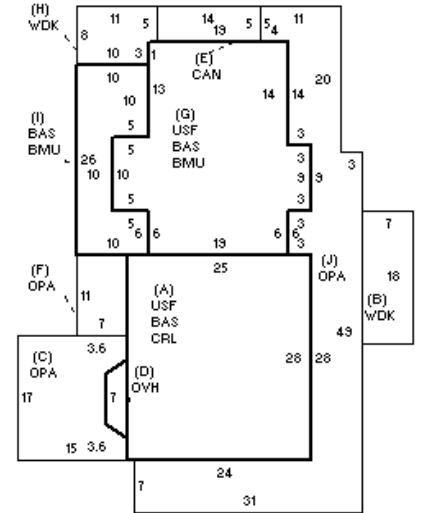 (H)
WDK
11
5
14
19
5
4
11
8
10
3
1
(E)
CAN
10
13
14
14
20
(I)
BAS
BMU
10
5
5
(G)
USF
BAS
BMU
3
3
3
26
10
10
9
9
5
3
5
3
6
6
6
6
10
19
3
7
(F)
OPA
25
(J)
OPA
18
(B)
WDK
11
(A)
USF
BAS
CRL
7
49
3.6
(C)
OPA
(D)
OVH
28
28
17
7
15
3.6
24
7
31